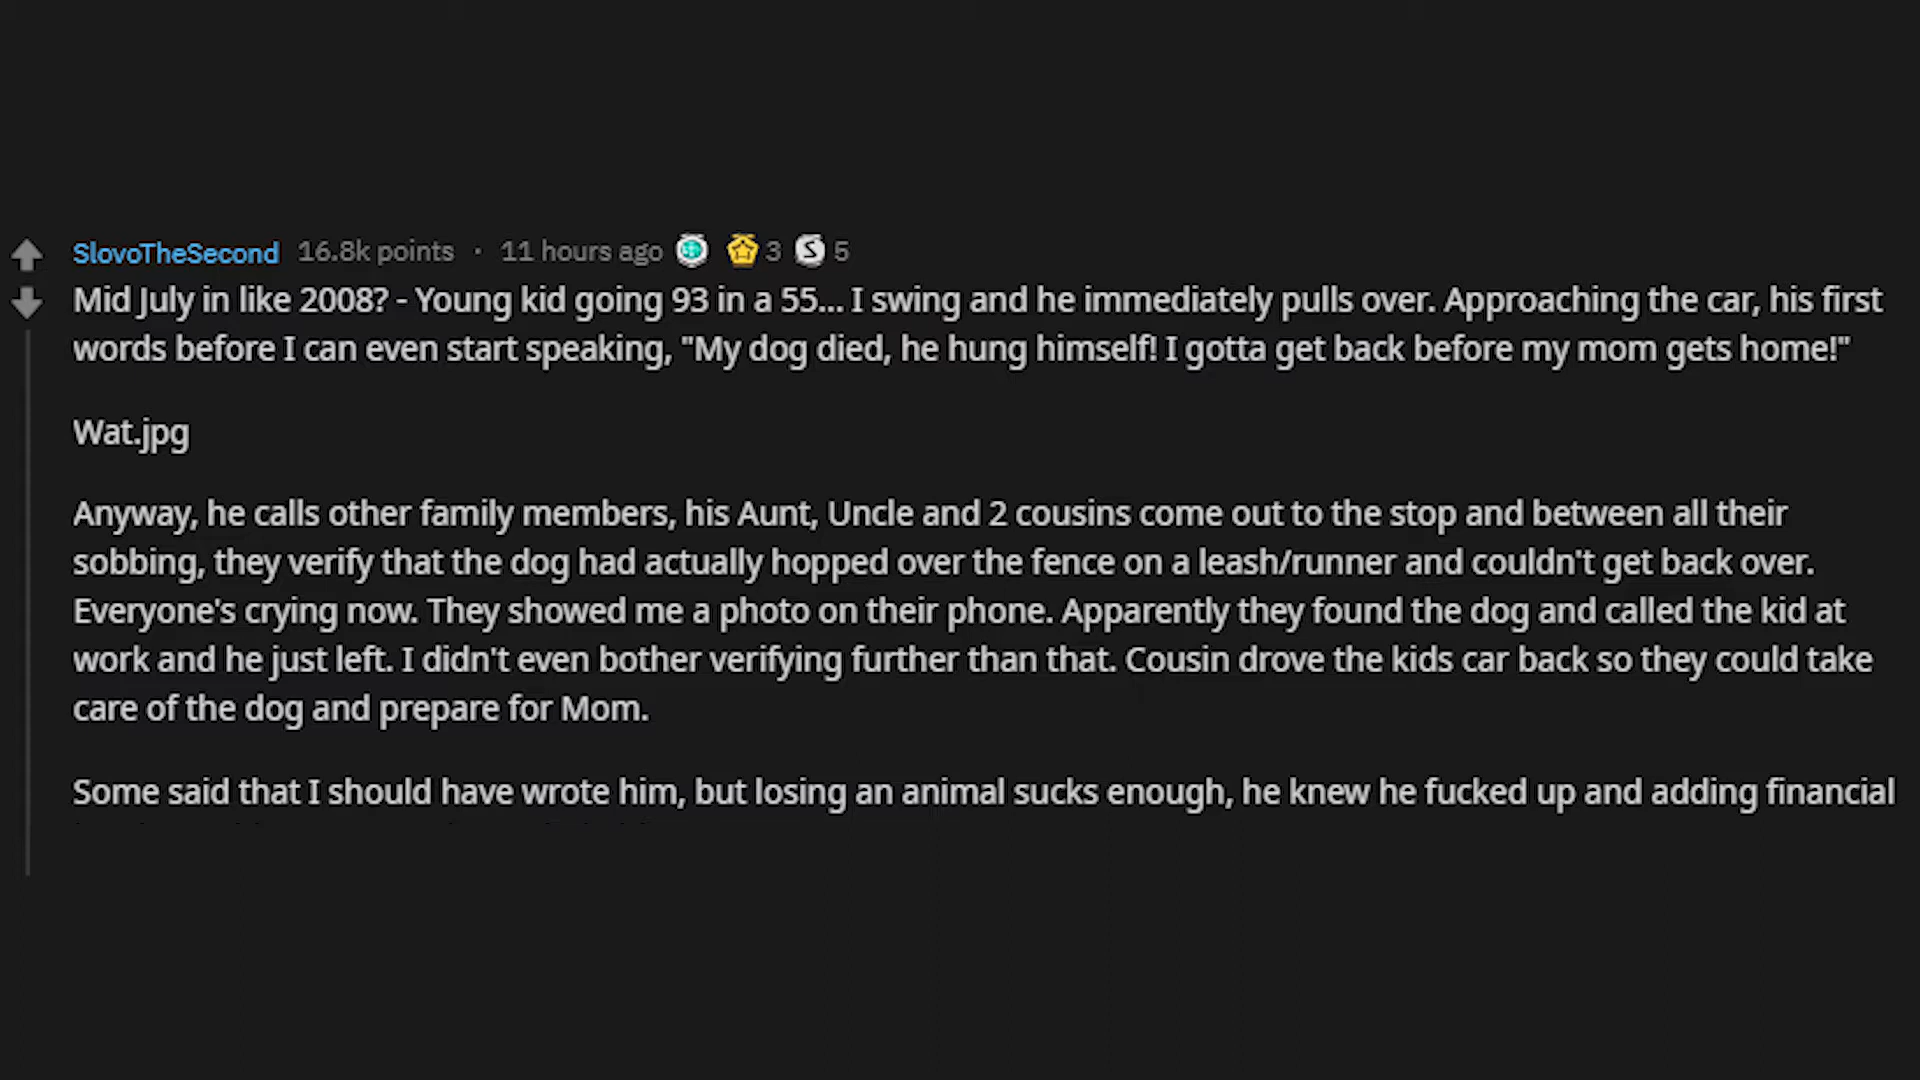 SlovoTheSecond 16.8k points · 11 hours ago 3 S 5
Mid July in like 2008? - Young kid going 93 in a 55... I swing and he immediately pulls over. Approaching the car, his first
words before I can even start speaking, "My dog died, he hung himself! I gotta get back before my mom gets home!"
Wat.jpg
Anyway, he calls other family members, his Aunt, Uncle and 2 cousins come out to the stop and between all their
sobbing, they verify that the dog had actually hopped over the fence on a leash/runner and couldn't get back over.
Everyone's crying now. They showed me a photo on their phone. Apparently they found the dog and called the kid at
work and he just left. I didn't even bother verifying further than that. Cousin drove the kids car back so they could take
care of the dog and prepare for Mom.
Some said that I should have wrote him, but losing an animal sucks enough, he knew he fucked up and adding financial